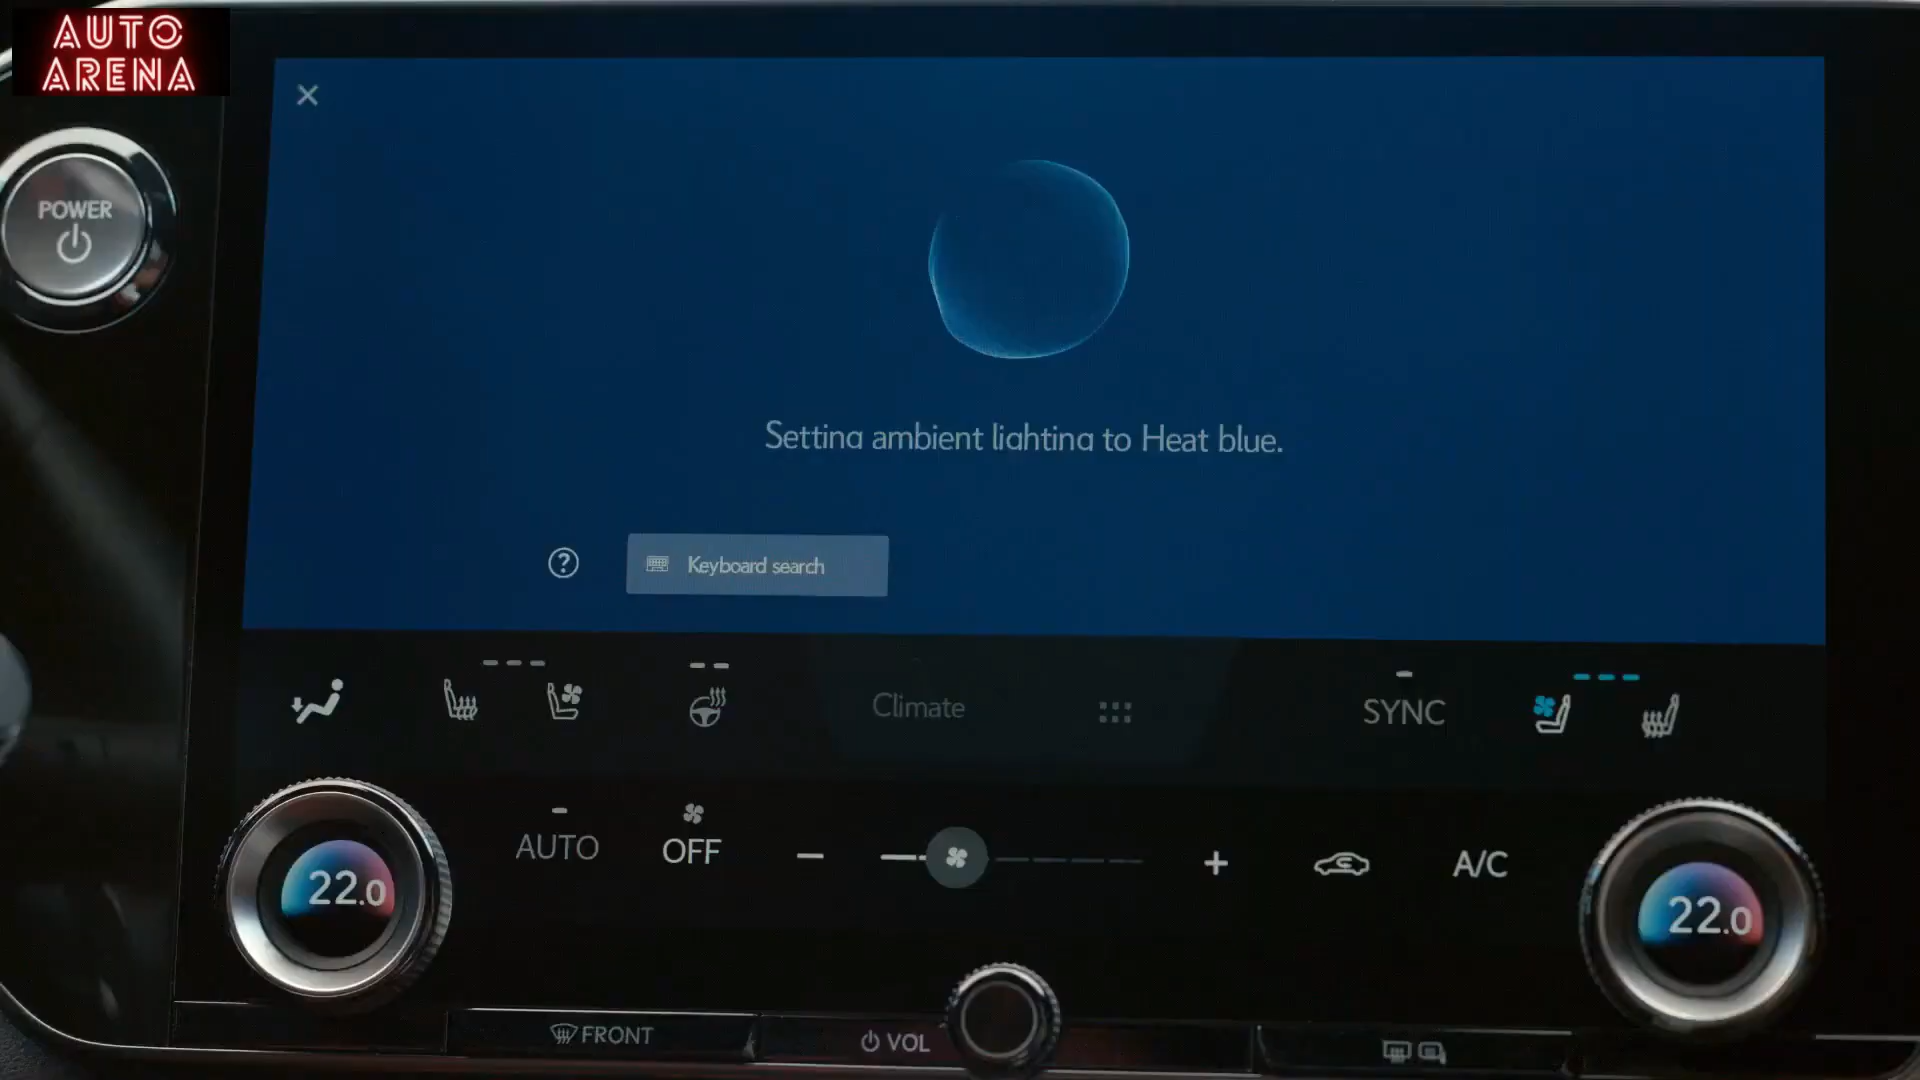 AUTO
ARENA
POWER
Setting ambient lighting to Heat blue.
Keyboard search
Climate
SYNC
AUTO
OFF
A/C
22.0
22.0
FRONT
VOL